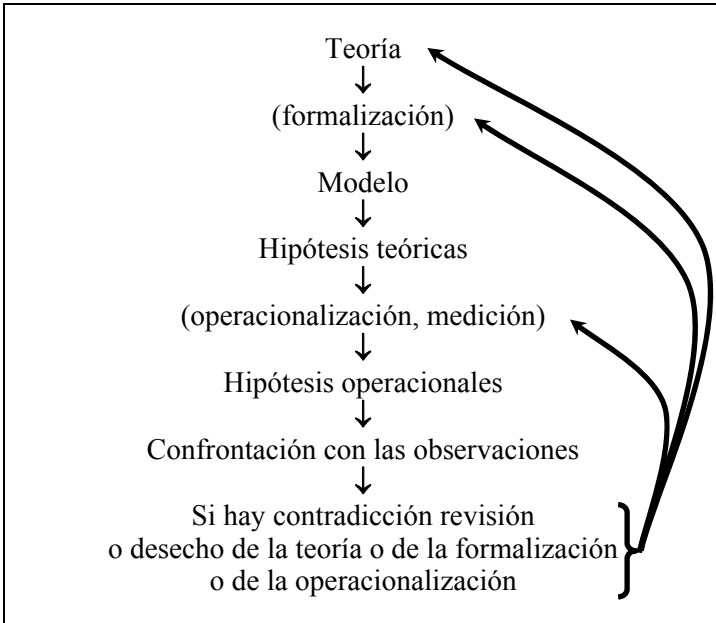 Teoría
(formalización)
Modelo
Hipótesis teóricas
(operacionalización, medición)
Hipótesis operacionales
Confrontación con las observaciones
Si hay contradicción revisión
o desecho de la teoría o de la formalización
o de la operacionalización